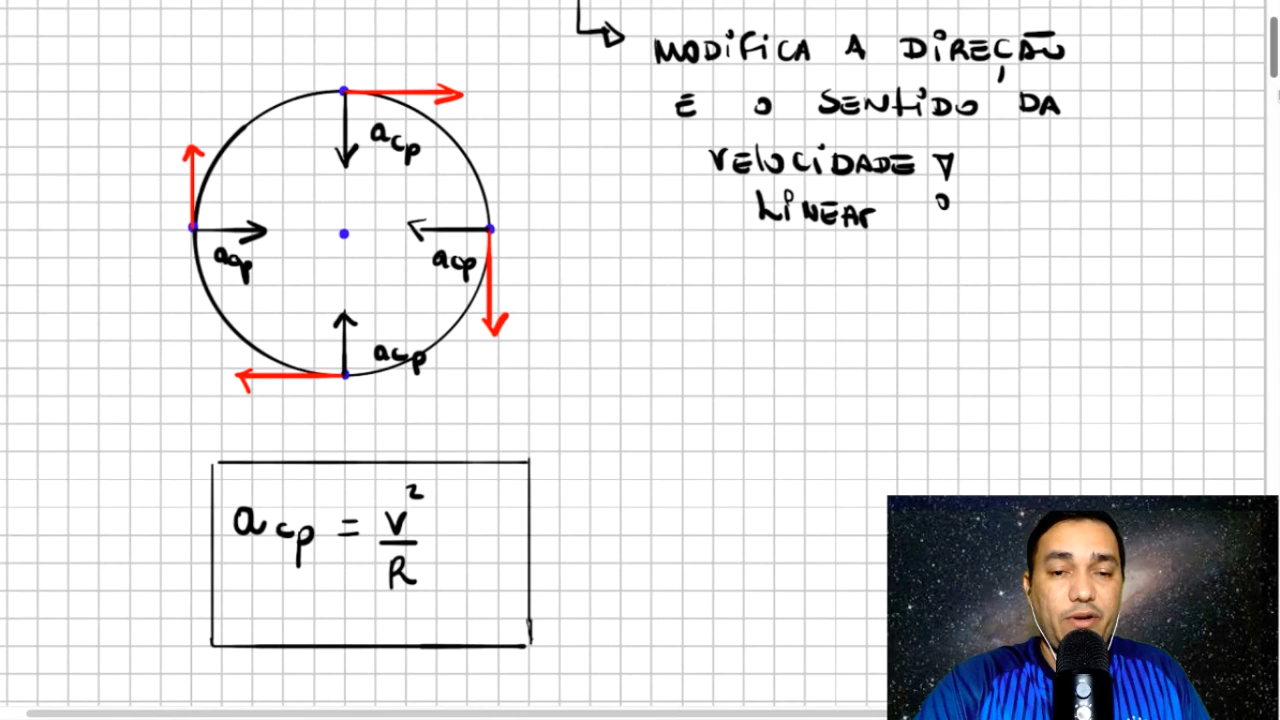 MODIFICA A DIREÇÃO
E O SENTIDO DA
VELOCIDADE
LINEAR
acp
acp
acp
acp
acp = v²/R